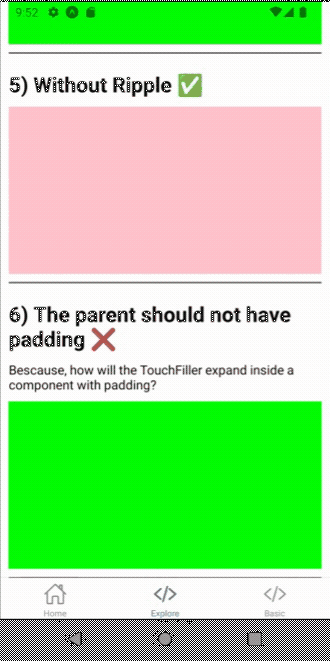 9:52
5) Without Ripple ✅
6) The parent should not have
padding ❌
Bescause, how will the TouchFiller expand inside a
component with padding?
Home
Explore
Basic